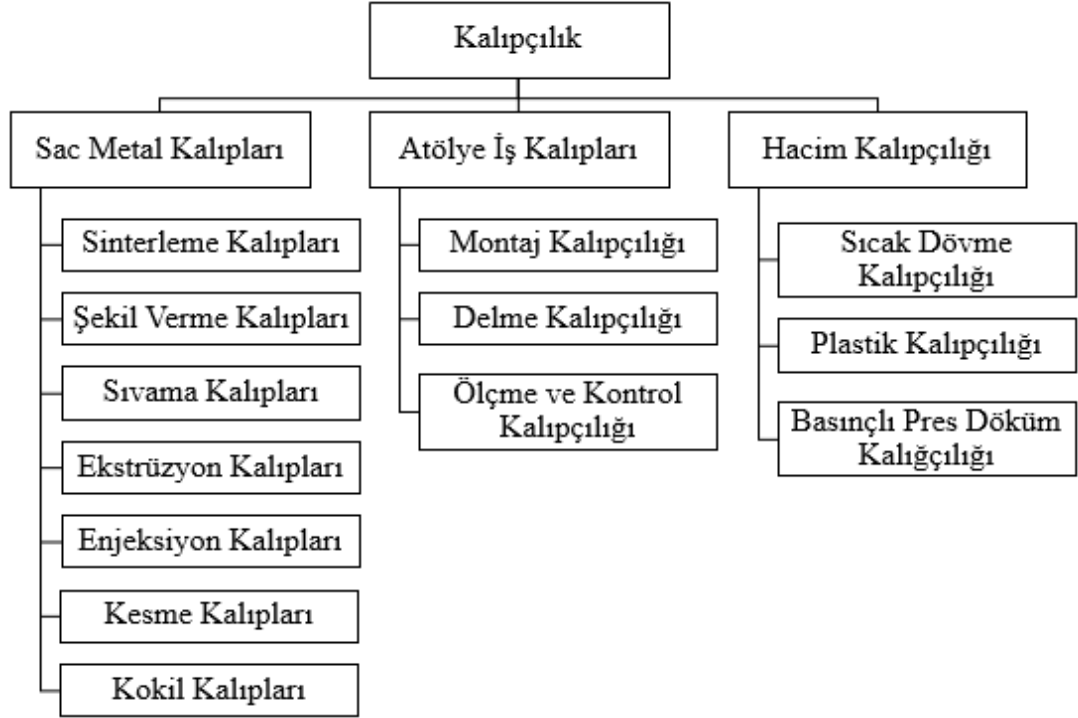 Kalıpçılık
Sac Metal Kalıpları
Sinterleme Kalıpları
Şekil Verme Kalıpları
Sıvama Kalıpları
Ekstrüzyon Kalıpları
Enjeksiyon Kalıpları
Kesme Kalıpları
Kokil Kalıpları
Atölye İş Kalıpları
Montaj Kalıpçılığı
Delme Kalıpçılığı
Ölçme ve Kontrol
Kalıpçılığı
Hacim Kalıpçılığı
Sıcak Dövme
Kalıpçılığı
Plastik Kalıpçılığı
Basınçlı Pres Döküm
Kalığçılığı